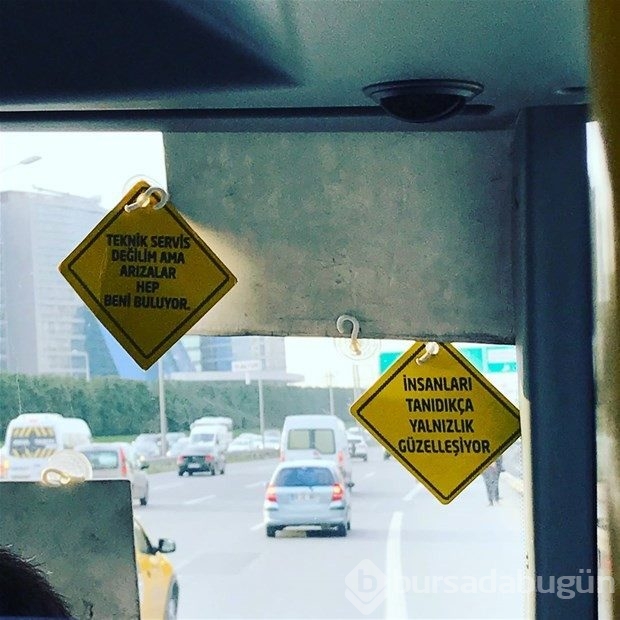 TEKNİK SERVİS
DEĞİLİM AMA
ARIZALAR
HEP
BENİ BULUYOR.
İNSANLARI
TANIDIKÇA
YALNIZLIK
GÜZELLEŞİYOR
bursadabugün